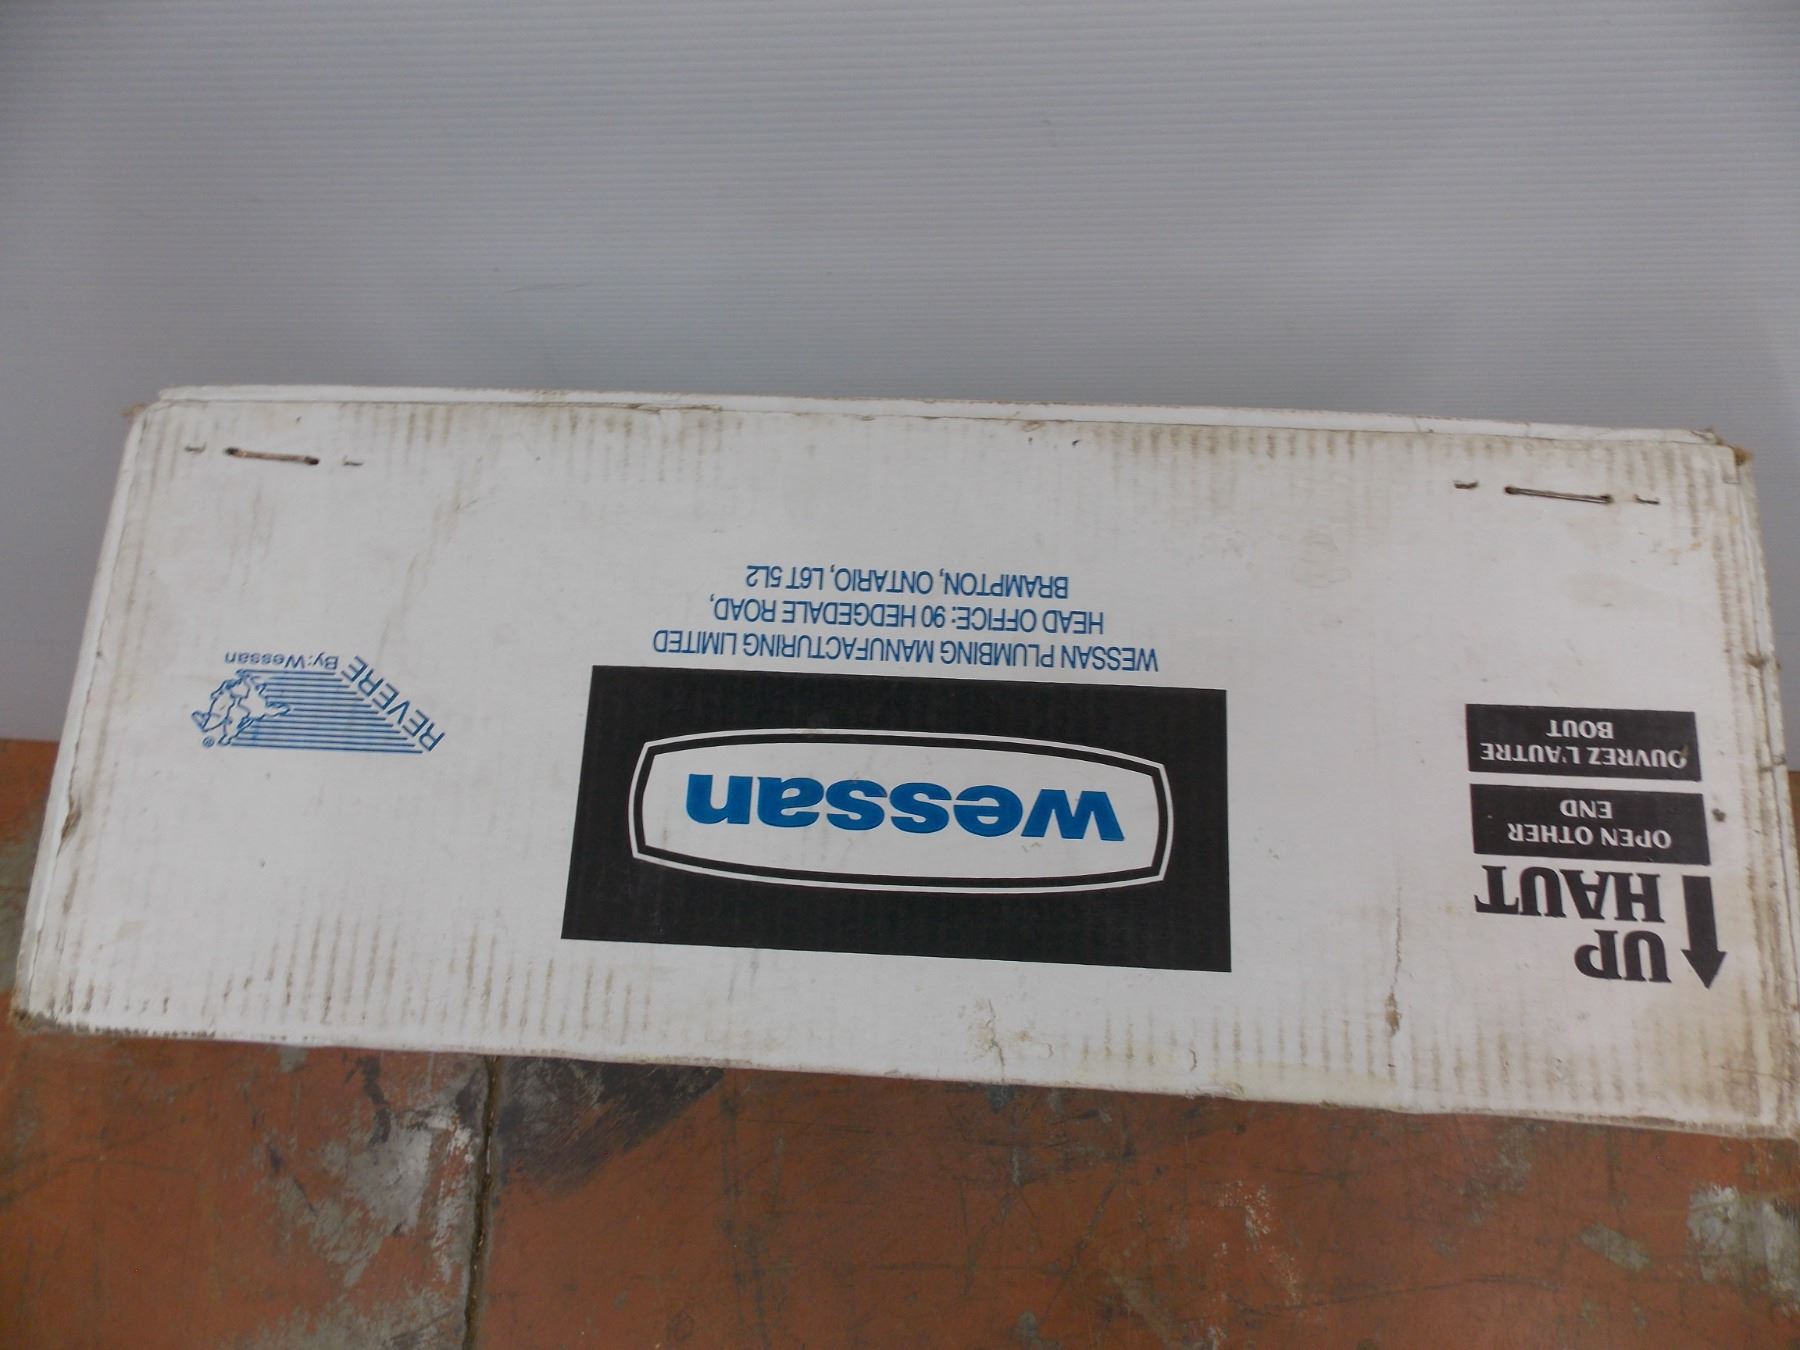 UP
HAUT
OPEN OTHER
END
OUVREZ L'AUTRE
BOUT
wessan
WESSAN PLUMBING MANUFACTURING LIMITED
HEAD OFFICE: 90 HEDGEDALE ROAD,
BRAMPTON, ONTARIO, L6T 5L2
®
REVERE
By: Wessan